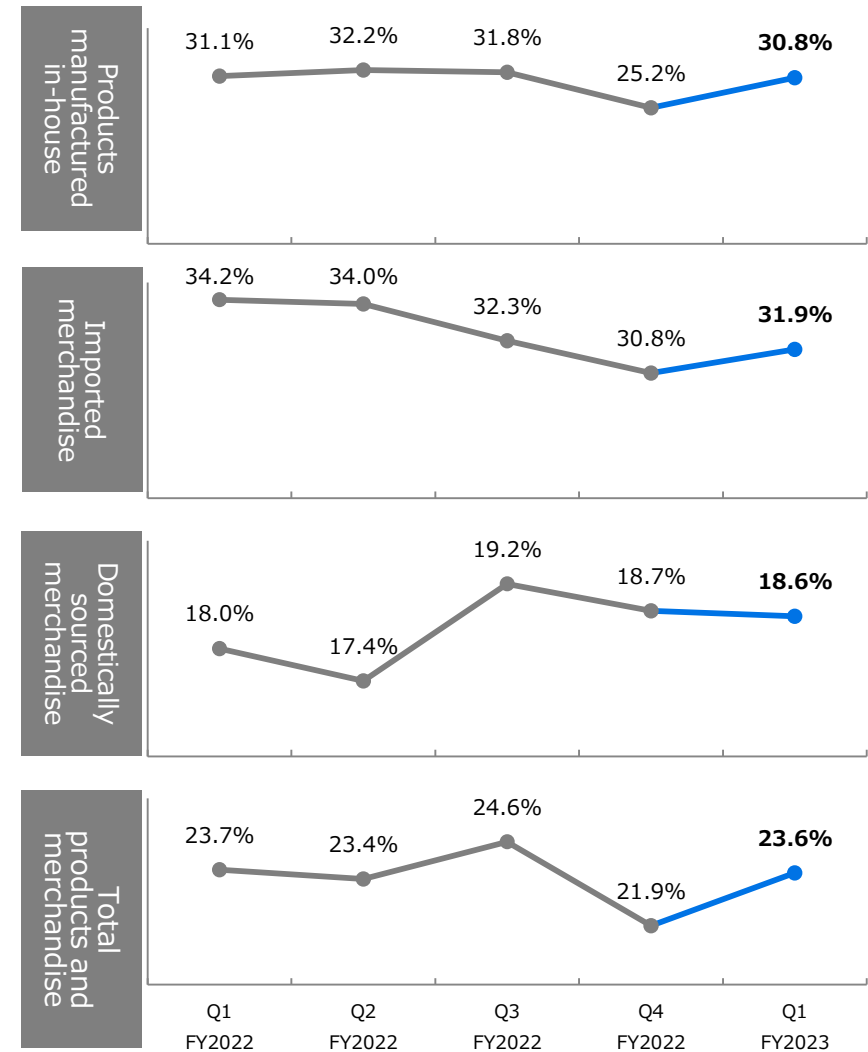 Products
manufactured
in-house
31.1%
32.2%
31.8%
25.2%
30.8%
Imported
merchandise
34.2%
34.0%
32.3%
30.8%
31.9%
Domestically
sourced
merchandise
18.0%
17.4%
19.2%
18.7%
18.6%
Total
products and
merchandise
23.7%
23.4%
24.6%
21.9%
23.6%
Q1
FY2022
Q2
FY2022
Q3
FY2022
Q4
FY2022
Q1
FY2023